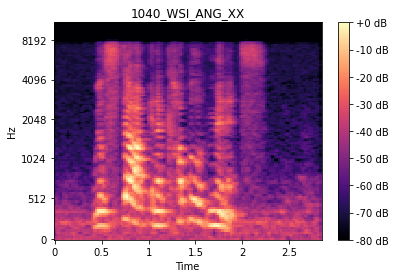 1040_WSI_ANG_XX
8192
4096
2048
1024
512
0
Hz
0
0.5
1
1.5
2
2.5
Time
+0 dB
-10 dB
-20 dB
-30 dB
-40 dB
-50 dB
-60 dB
-70 dB
-80 dB